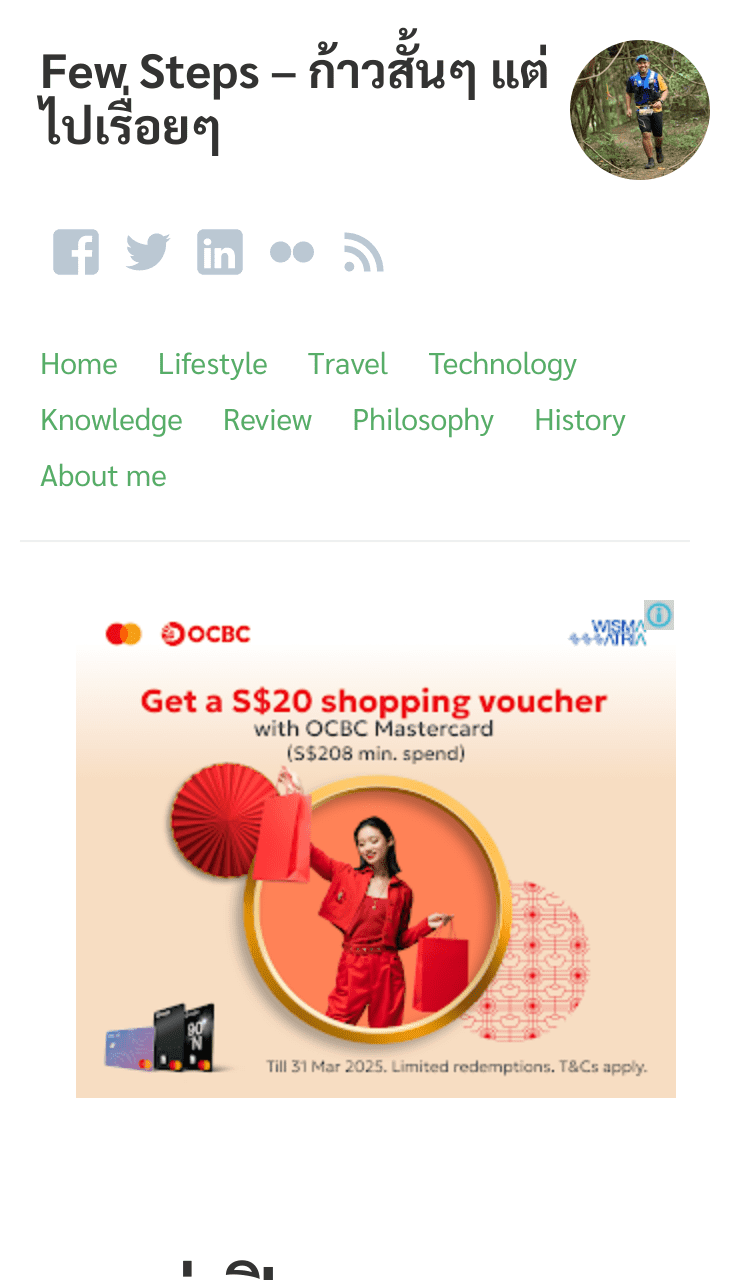 Few Steps – ก้าวสั้นๆ แต่
ไปเรื่อยๆ
Home Lifestyle Travel Technology
Knowledge Review Philosophy History
About me
OCBC
WISMA
ATRIA
Get a S$20 shopping voucher
with OCBC Mastercard
(S$208 min. spend)
90°N
Till 31 Mar 2025. Limited redemptions. T&Cs apply.